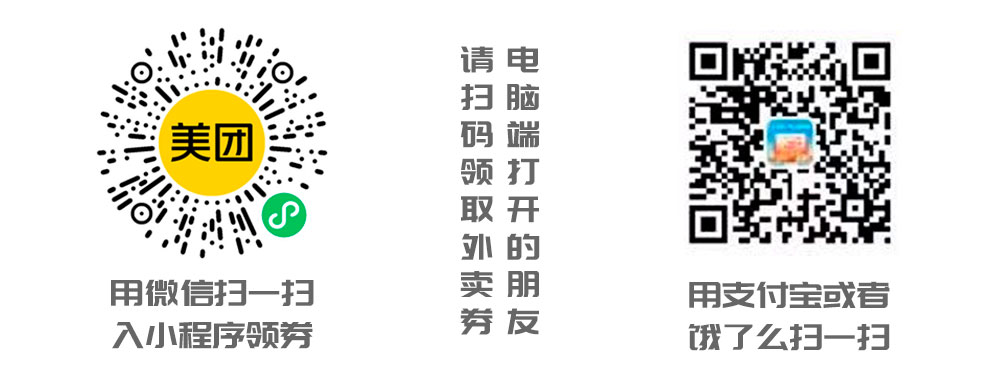 美团
用微信扫一扫
入小程序领券
电脑端打开的朋友
请扫码领取外卖券
用支付宝或者
饿了么扫一扫